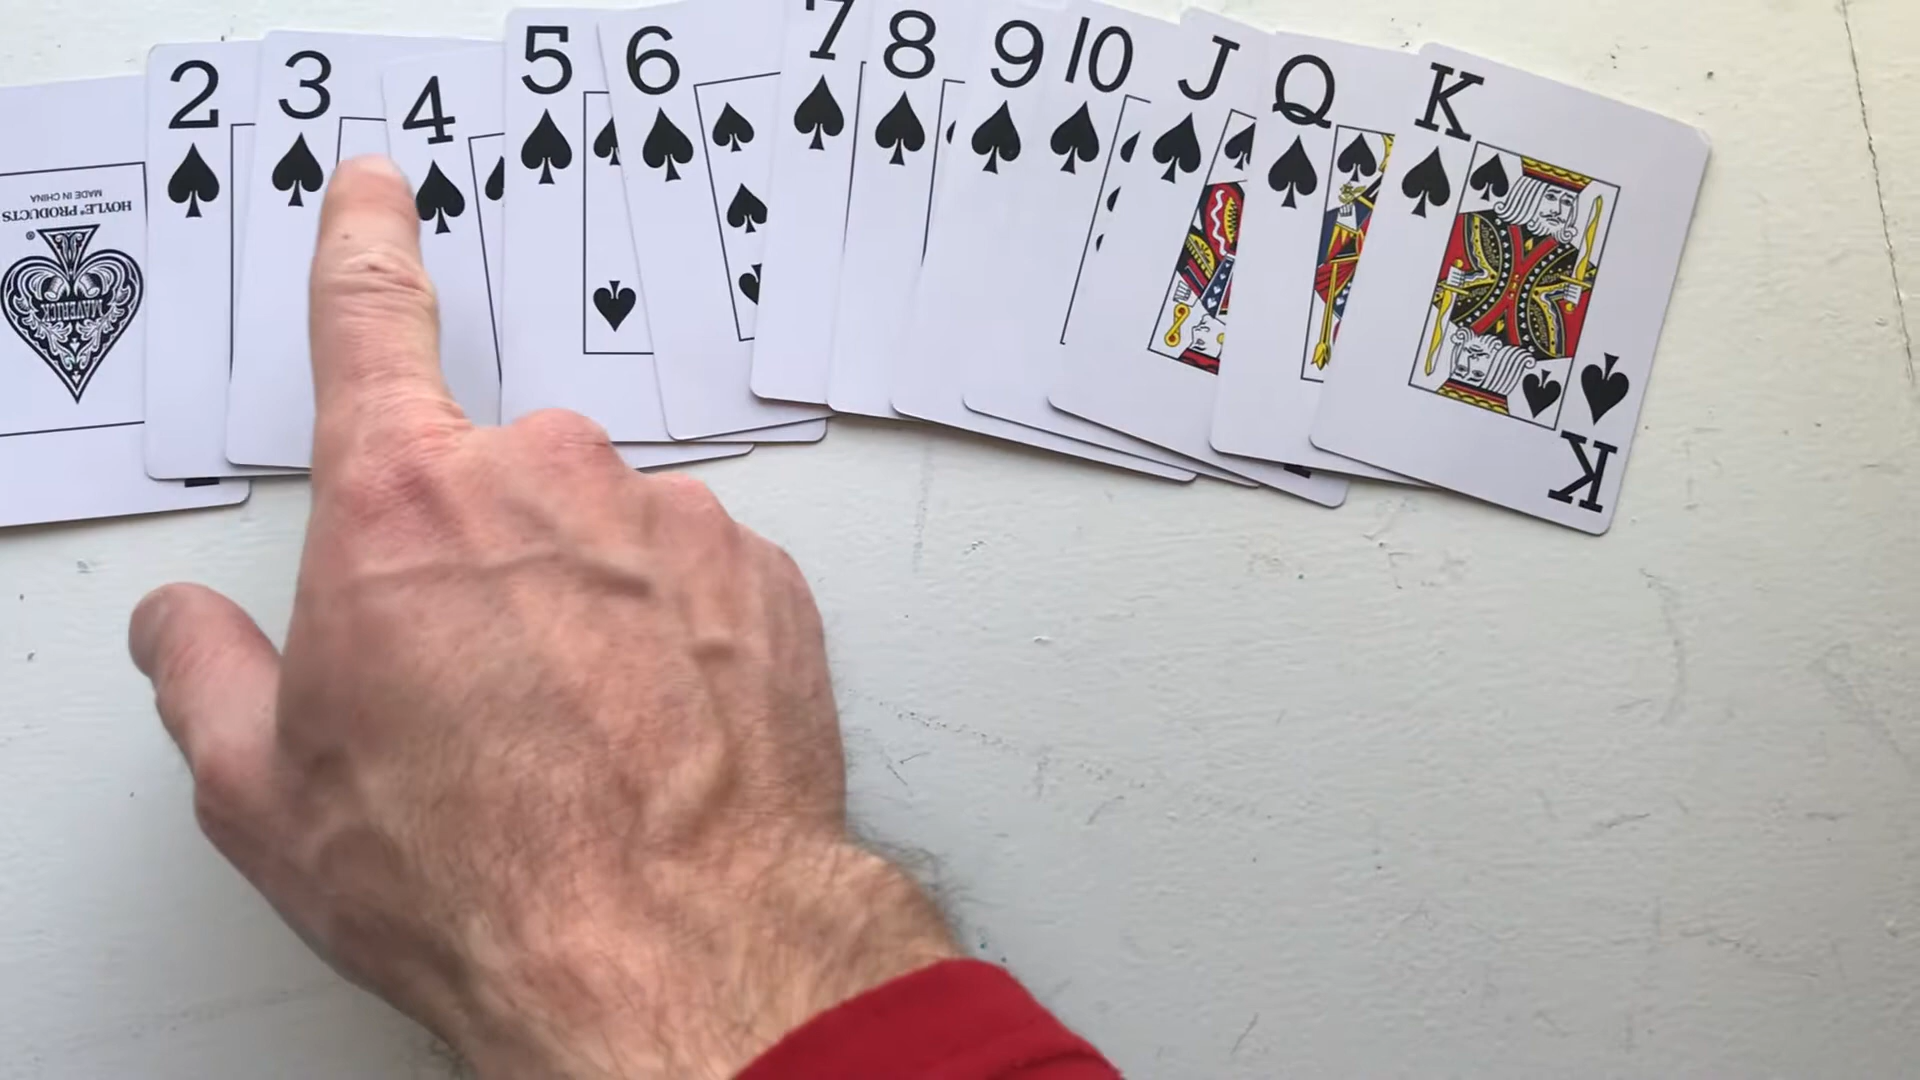 2 3 4 5 6 7 8 9 10 J Q K
MADE IN CHINA
HOYLE® PRODUCTS
MAVERICK
K